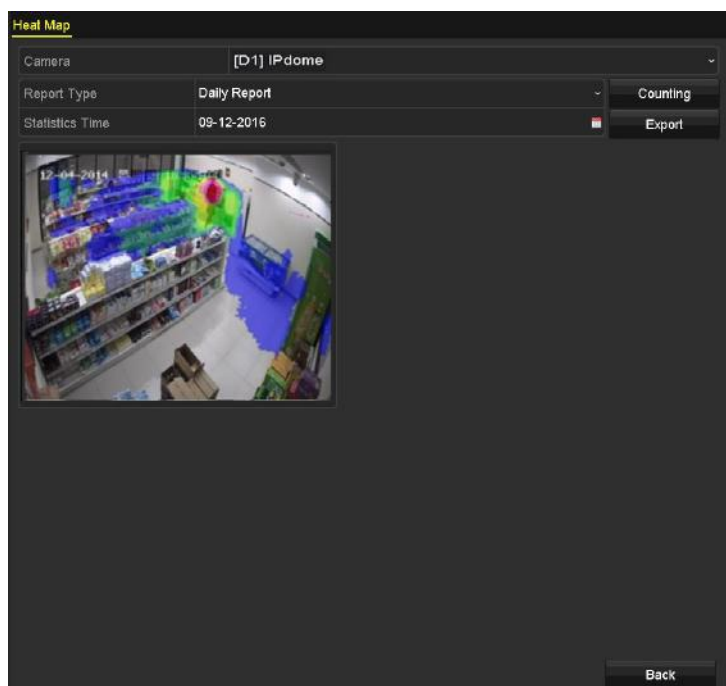 Heat Map
Camera [D1] IPdome
Report Type Daily Report Counting
Statistics Time 09-12-2016 Export
12-04-2014
Back